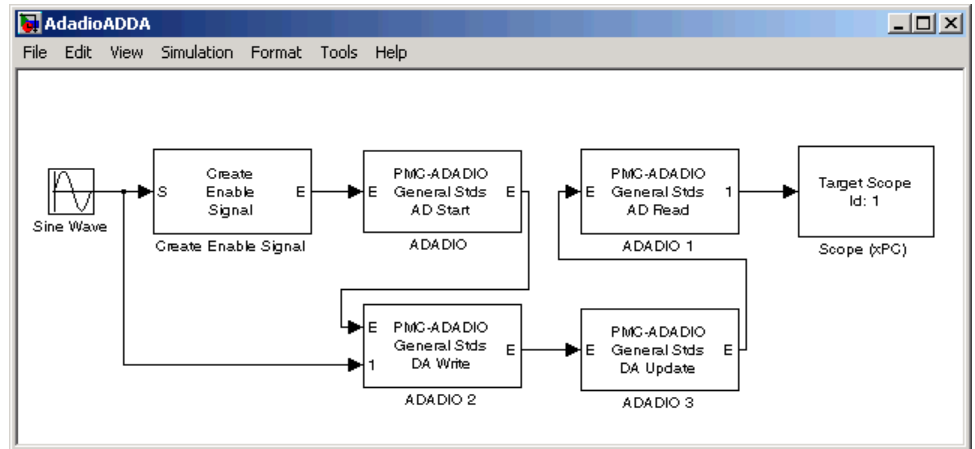 AdadioADDA
File Edit View Simulation Format Tools Help
Sine Wave
S
Create
Enable
Signal
E
Create Enable Signal
E
PMC-ADADIO
General Stds
AD Start
E
ADADIO
E
PMC-ADADIO
General Stds
AD Read
1
ADADIO 1
Target Scope
Id: 1
Scope (xPC)
E
1
PMC-ADADIO
General Stds
DA Write
E
ADADIO 2
E
PMC-ADADIO
General Stds
DA Update
E
ADADIO 3